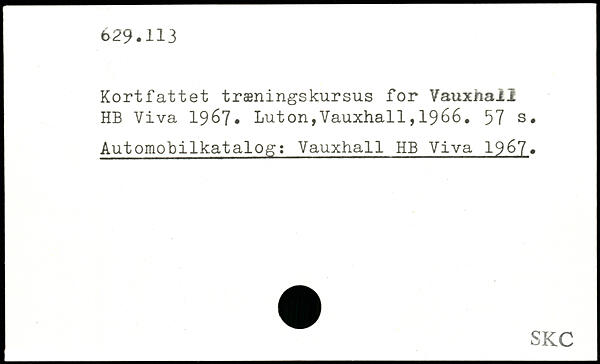 629.113
Kortfattet træningskursus for Vauxhall
HB Viva 1967. Luton,Vauxhall,1966. 57 s.
Automobilkatalog: Vauxhall HB Viva 1967.
SKC